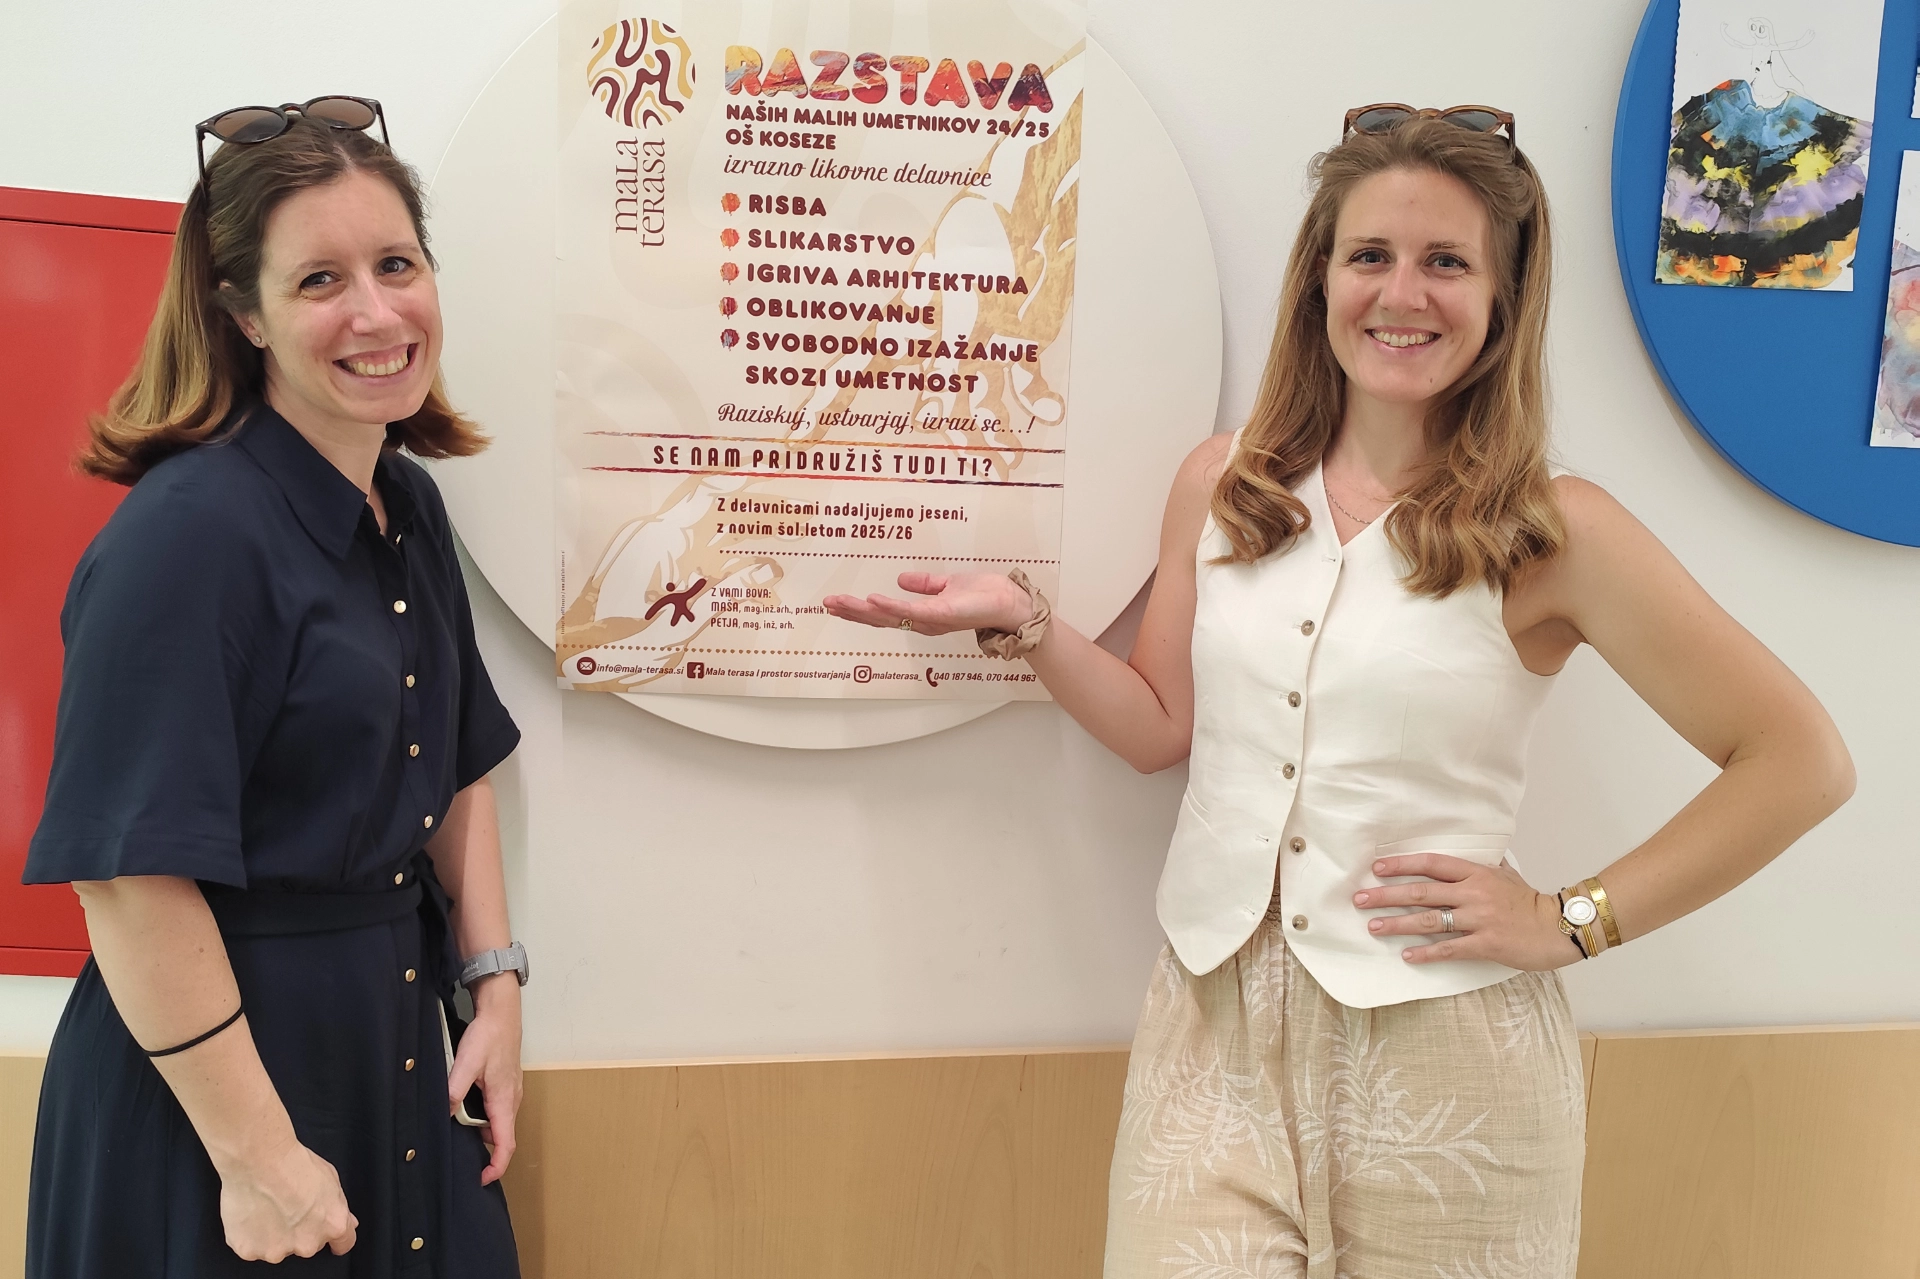 mala
terasa
RAZSTAVA
NAŠIH MALIH UMETNIKOV 24/25
OŠ KOSEZE
izrazno likovne delavnice
RISBA
SLIKARSTVO
IGRIVA ARHITEKTURA
OBLIKOVANJE
SVOBODNO IZAŽANJE
SKOZI UMETNOST
Raziskuj, ustvarjaj, izrazi se...!
SE NAM PRIDRUŽIŠ TUDI TI?
Z delavnicami nadaljujemo jeseni,
z novim šol.letom 2025/26
Z VAMI BOVA:
MAŠA, mag.inž.arh., praktik
PETJA, mag. inž. arh.
info@mala-terasa.si Mala terasa I prostor soustvarjanja malaterasa_ 040 187 946, 070 444 963